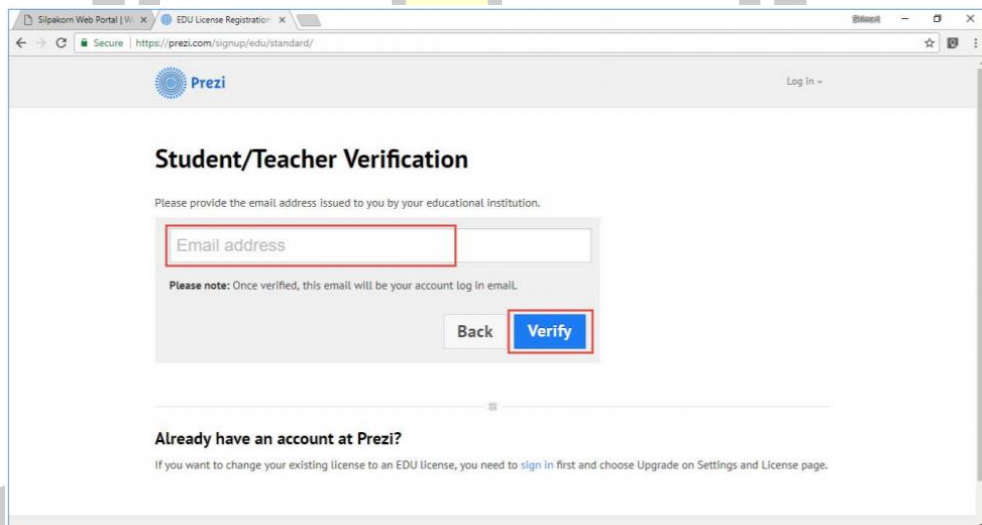 Silpakorn Web Portal | W
EDU License Registration
Secure | https://prezi.com/signup/edu/standard/
Prezi
Log in
Student/Teacher Verification
Please provide the email address issued to you by your educational institution.
Email address
Please note: Once verified, this email will be your account log in email.
Back Verify
Already have an account at Prezi?
If you want to change your existing license to an EDU license, you need to sign in first and choose Upgrade on Settings and License page.